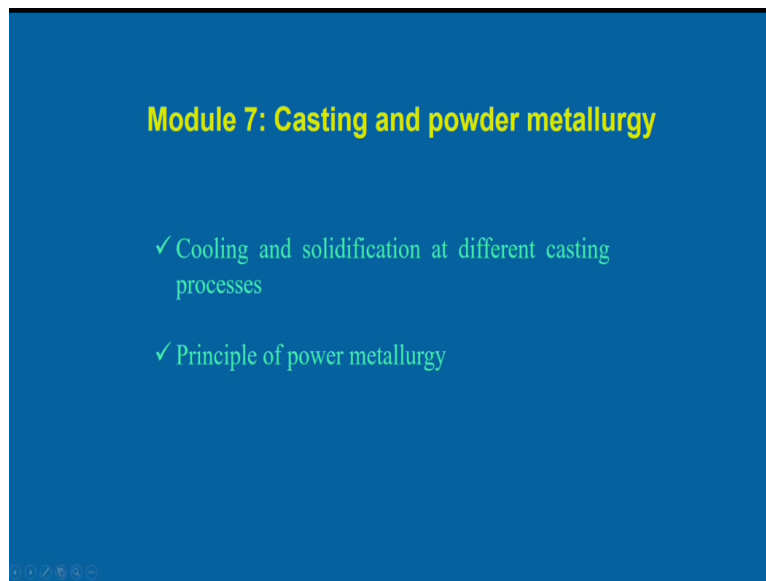 Module 7: Casting and powder metallurgy
✓ Cooling and solidification at different casting
processes
✓ Principle of power metallurgy